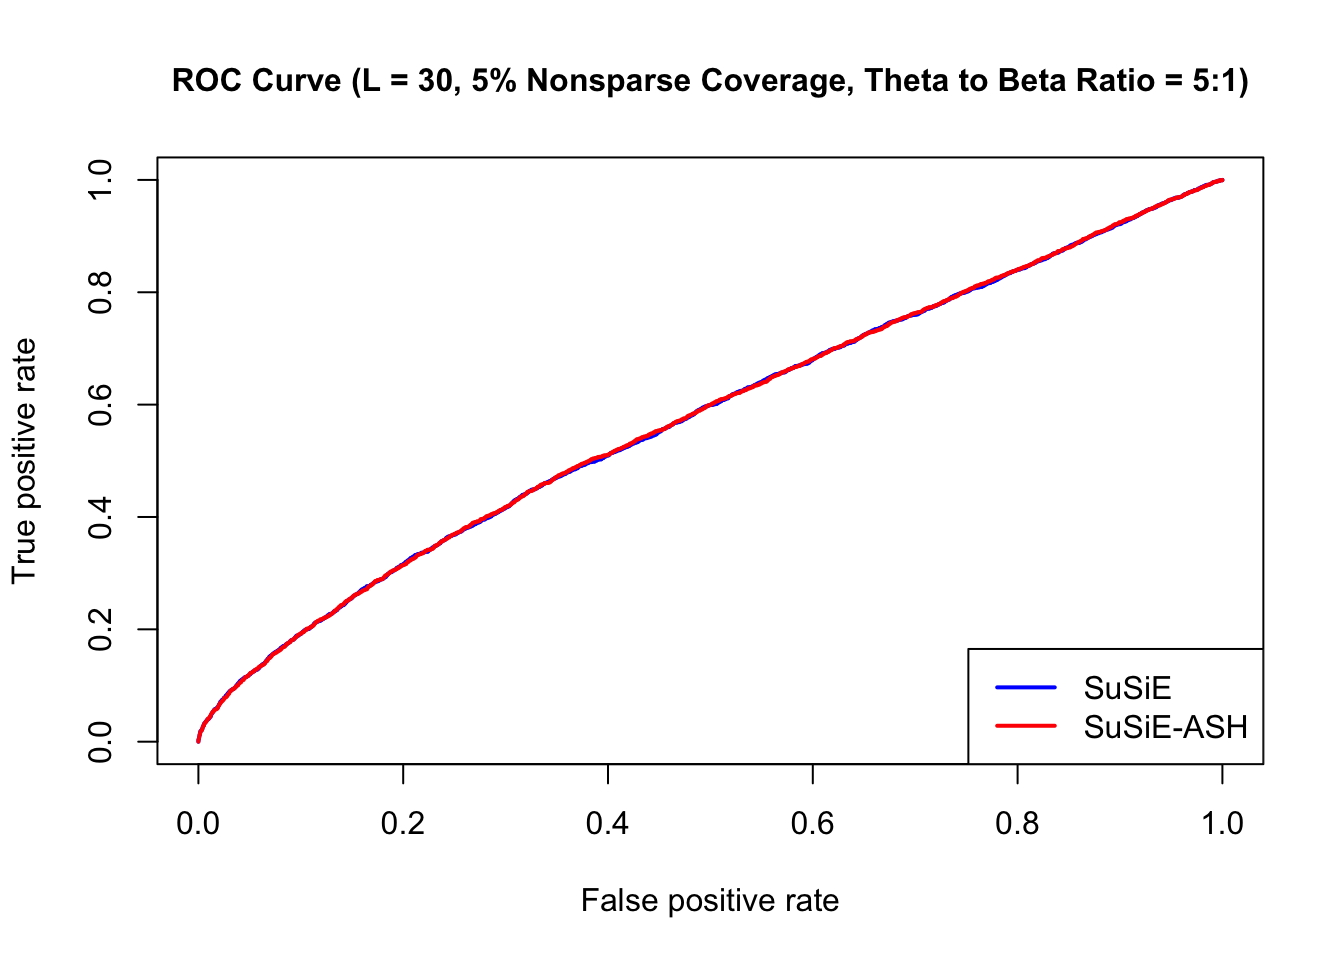 ROC Curve (L = 30, 5% Nonsparse Coverage, Theta to Beta Ratio = 5:1)
True positive rate
1.0
0.8
0.6
0.4
0.2
0.0
SuSiE
SuSiE-ASH
0.0 0.2 0.4 0.6 0.8 1.0
False positive rate